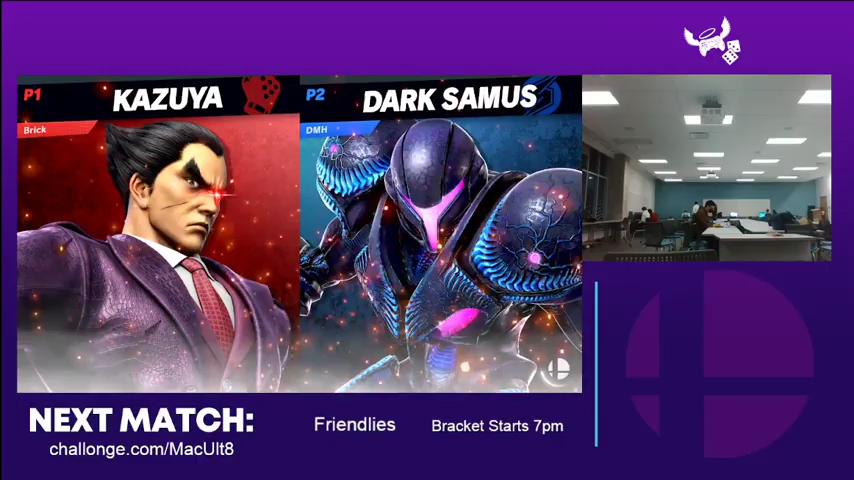 P1
KAZUYA
Brick
P2
DARK SAMUS
DMH
NEXT MATCH:
challonge.com/MacUlt8
Friendlies
Bracket Starts 7pm